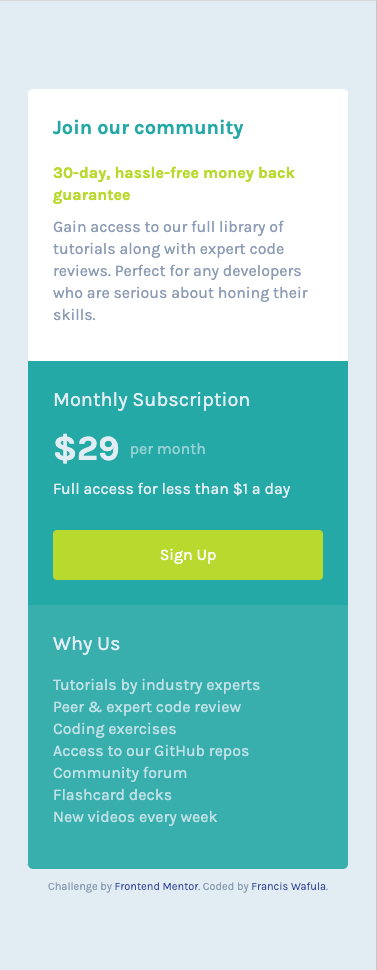 Join our community
30-day, hassle-free money back
guarantee
Gain access to our full library of
tutorials along with expert code
reviews. Perfect for any developers
who are serious about honing their
skills.
Monthly Subscription
$29 per month
Full access for less than $1 a day
Sign Up
Why Us
Tutorials by industry experts
Peer & expert code review
Coding exercises
Access to our GitHub repos
Community forum
Flashcard decks
New videos every week
Challenge by Frontend Mentor. Coded by Francis Wafula.